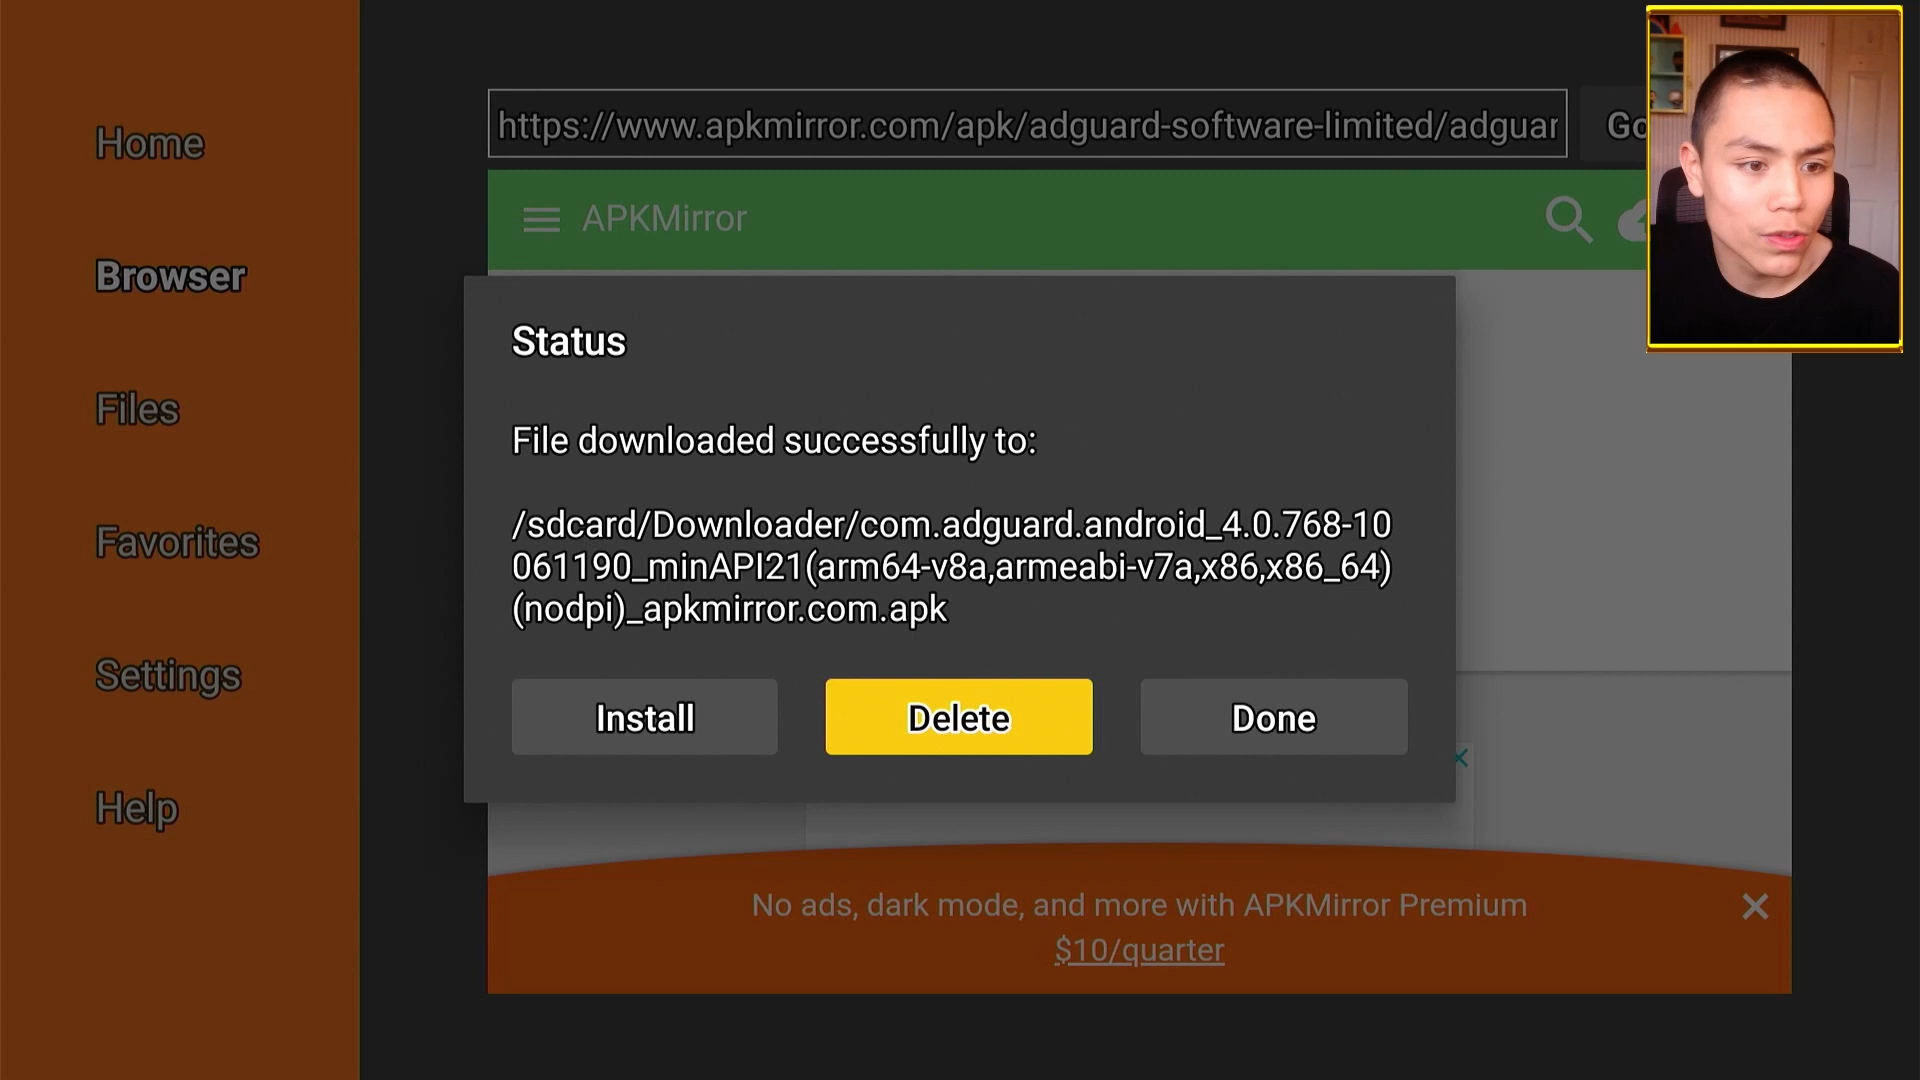 Home
Browser
Files
Favorites
Settings
Help
https://www.apkmirror.com/apk/adguard-software-limited/adguar
Go
APKMirror
Status
File downloaded successfully to:
/sdcard/Downloader/com.adguard.android_4.0.768-10
061190_minAPI21(arm64-v8a,armeabi-v7a,x86,x86_64)
(nodpi)_apkmirror.com.apk
Install
Delete
Done
No ads, dark mode, and more with APKMirror Premium
$10/quarter